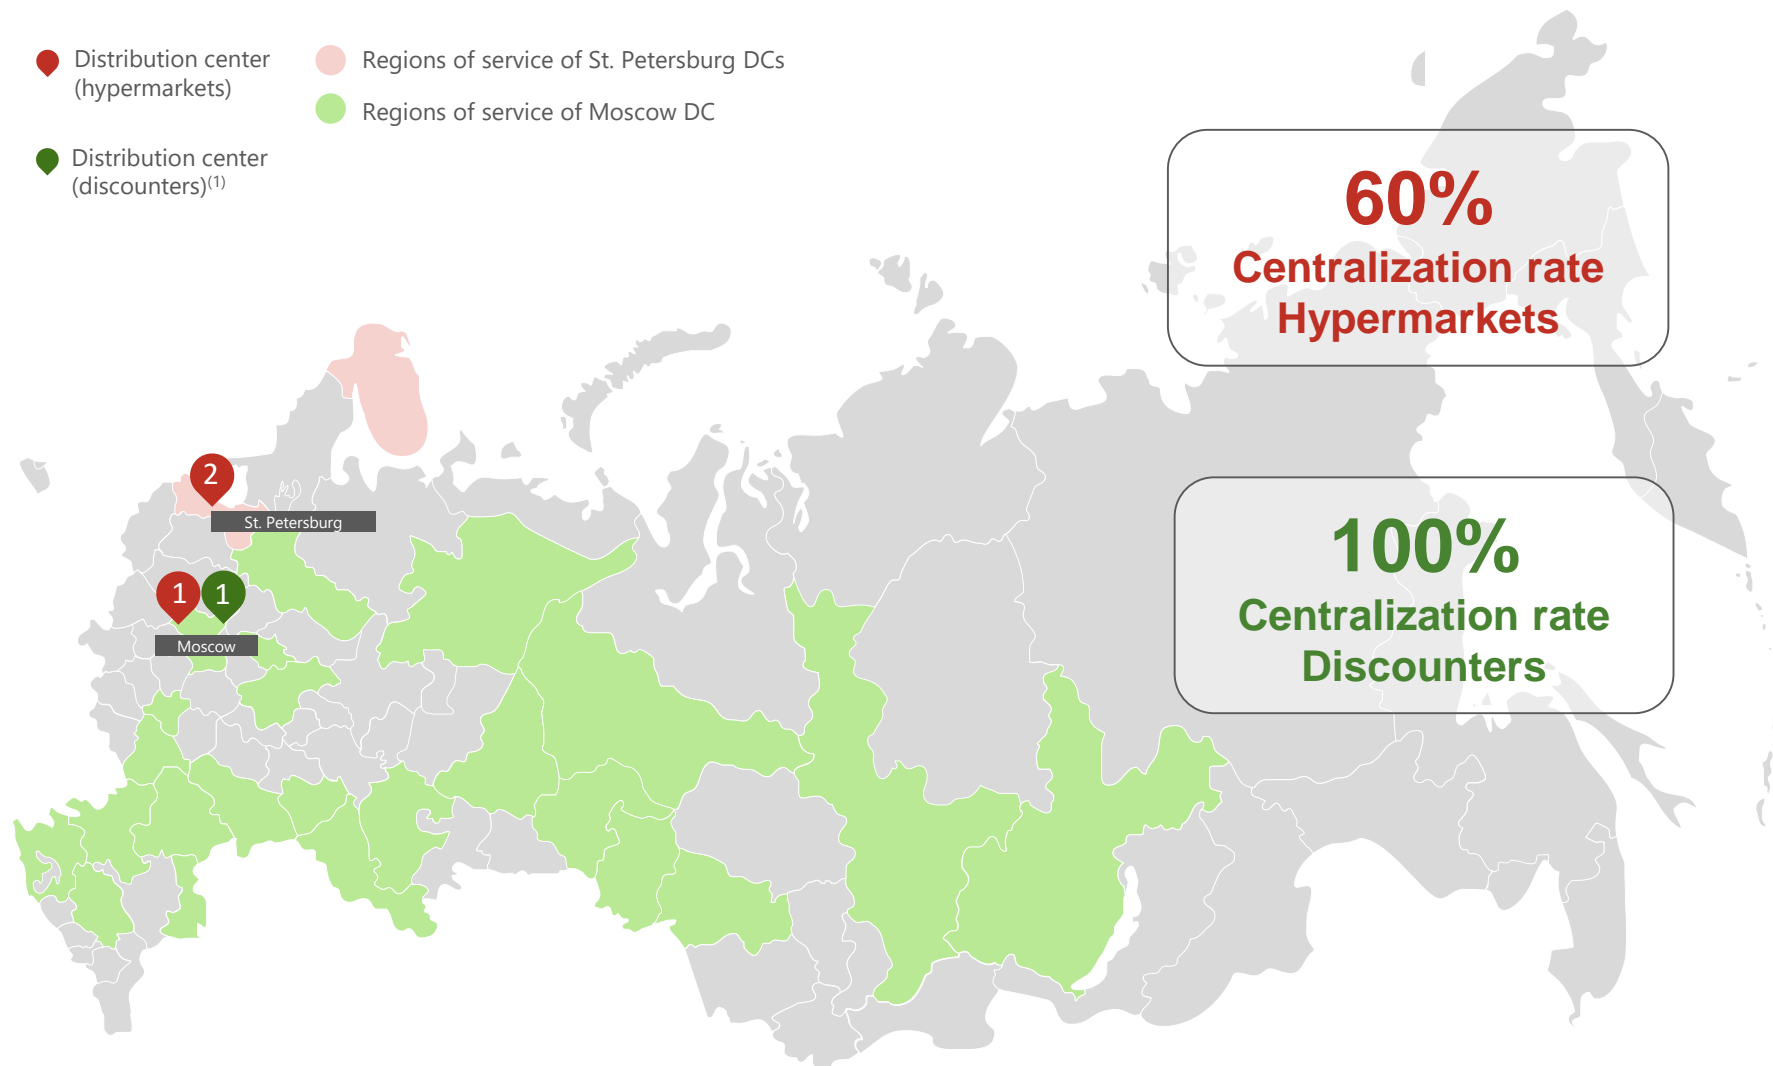 Distribution center
(hypermarkets)
Distribution center
(discounters)(1)
Regions of service of St. Petersburg DCs
Regions of service of Moscow DC
60%
Centralization rate
Hypermarkets
2
St. Petersburg
100%
Centralization rate
Discounters
1
1
Moscow